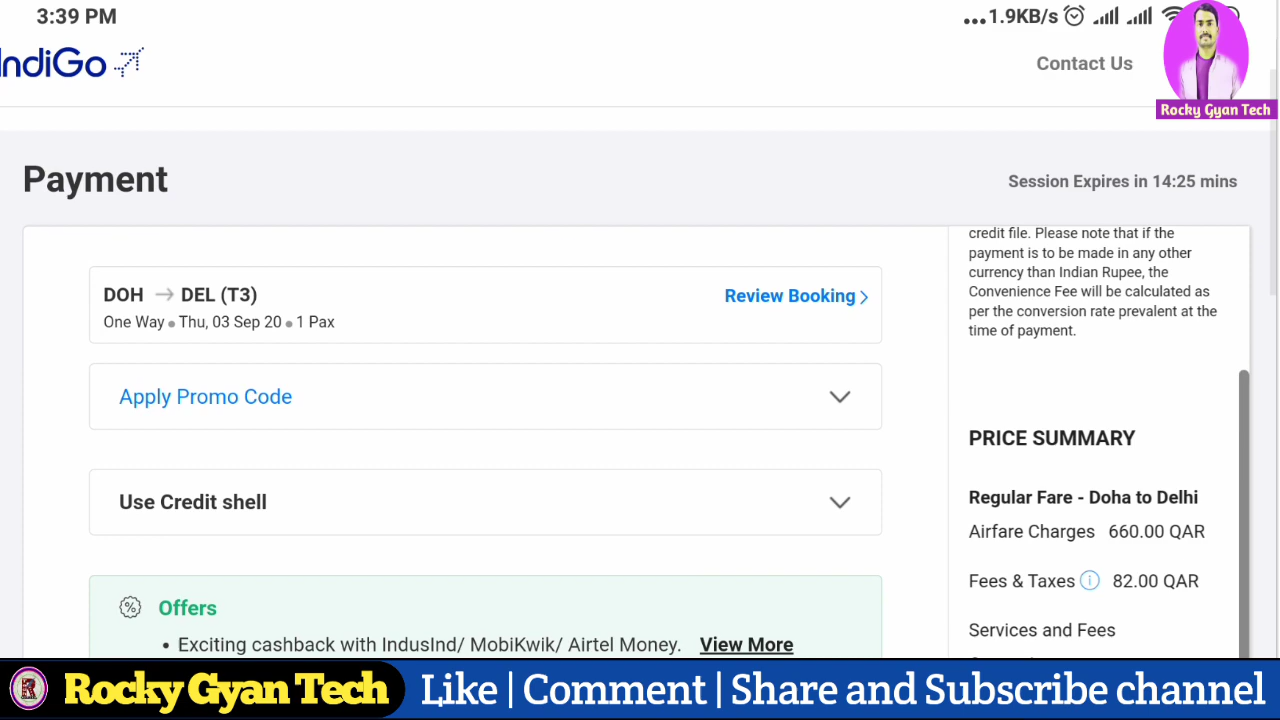 3:39 PM
...1.9KB/s
IndiGo
Contact Us
Rocky Gyan Tech
Payment
Session Expires in 14:25 mins
DOH → DEL (T3)
Review Booking
One Way • Thu, 03 Sep 20 • 1 Pax
Apply Promo Code
Use Credit shell
Offers
• Exciting cashback with IndusInd/ MobiKwik/ Airtel Money. View More
credit file. Please note that if the
payment is to be made in any other
currency than Indian Rupee, the
Convenience Fee will be calculated as
per the conversion rate prevalent at the
time of payment.
PRICE SUMMARY
Regular Fare - Doha to Delhi
Airfare Charges 660.00 QAR
Fees & Taxes 82.00 QAR
Services and Fees
Rocky Gyan Tech
Like | Comment | Share and Subscribe channel